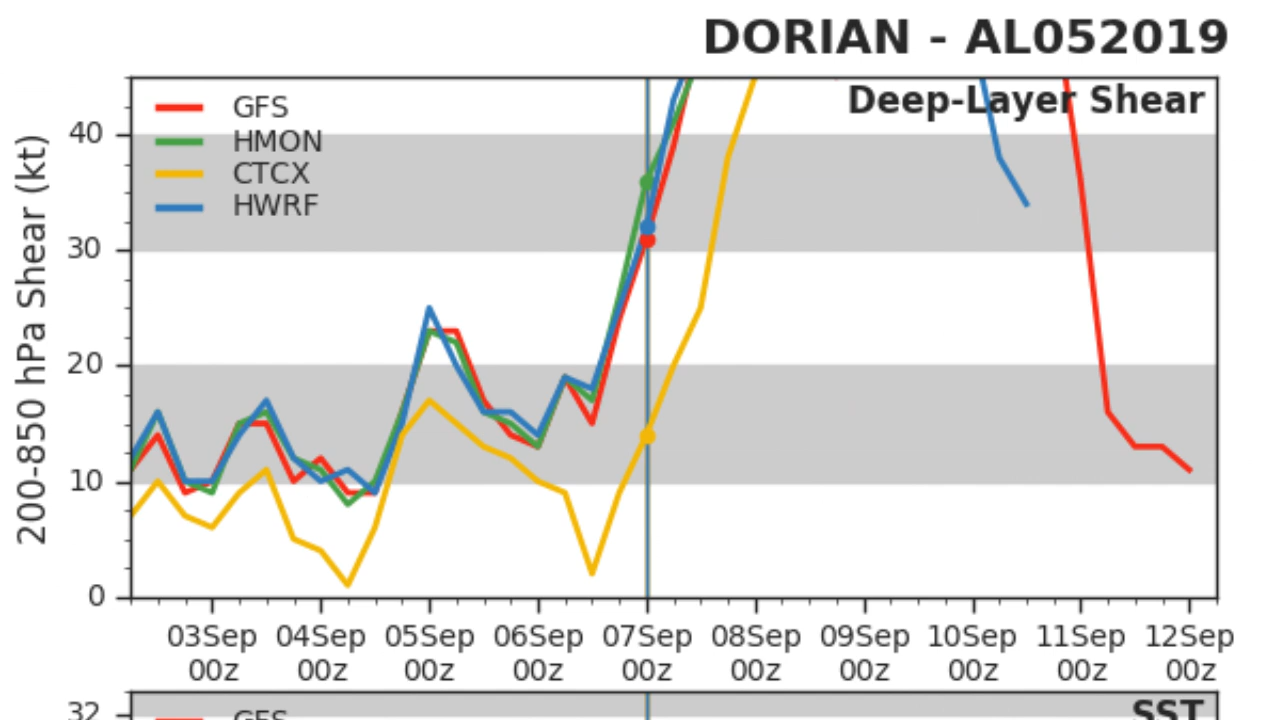 DORIAN - AL052019
Deep-Layer Shear
GFS
HMON
CTCX
HWRF
200-850 hPa Shear (kt)
40
30
20
10
0
03Sep 04Sep 05Sep 06Sep 07Sep 08Sep 09Sep 10Sep 11Sep 12Sep
00z 00z 00z 00z 00z 00z 00z 00z 00z 00z
32
GFS
SST